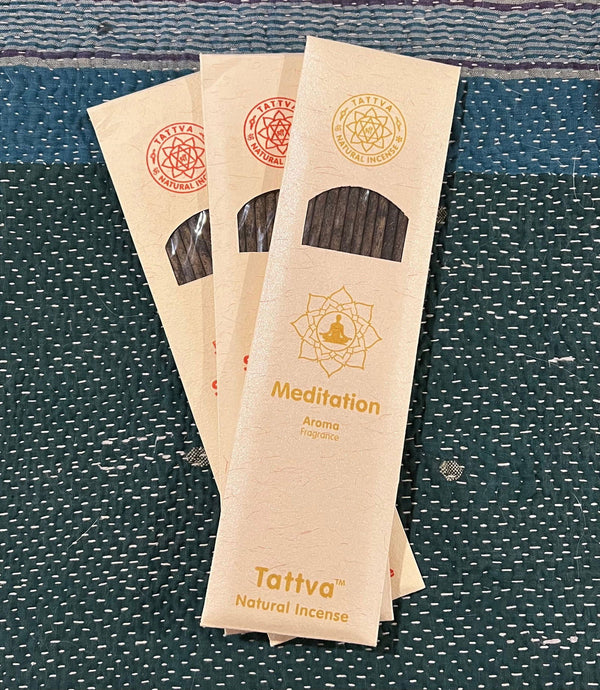 TATTVA
NATURAL INCENSE
TATTVA
NATURAL INCENSE
TATTVA
NATURAL INCENSE
Meditation
Aroma
Fragrance
Tattva™
Natural Incense